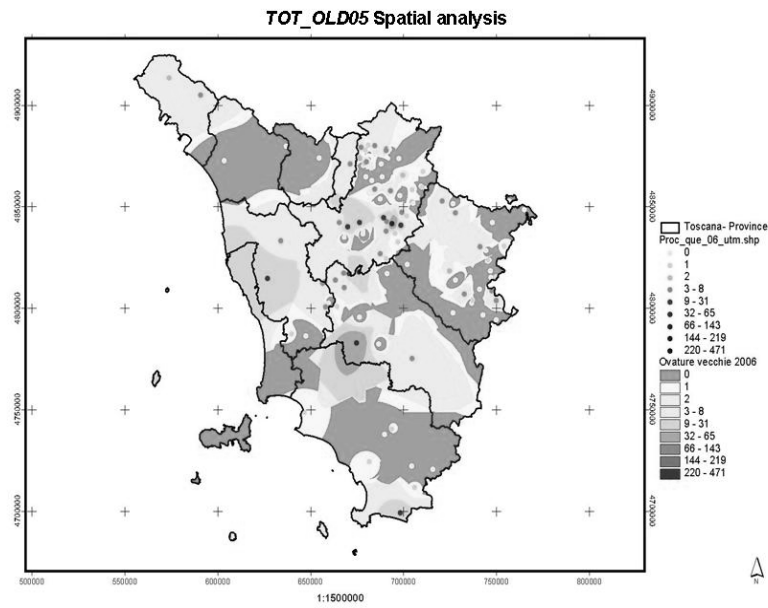 TOT_OLD05 Spatial analysis
4900000
4850000
4800000
4750000
4700000
4900000
4850000
4800000
4750000
4700000
Toscana- Province
Proc_que_06_utm.shp
0
1
2
3 - 8
9 - 31
32 - 65
66 - 143
144 - 219
220 - 471
Ovature vecchie 2006
0
1
2
3 - 8
9 - 31
32 - 65
66 - 143
144 - 219
220 - 471
N
500000
550000
600000
650000
700000
750000
800000
1:1500000